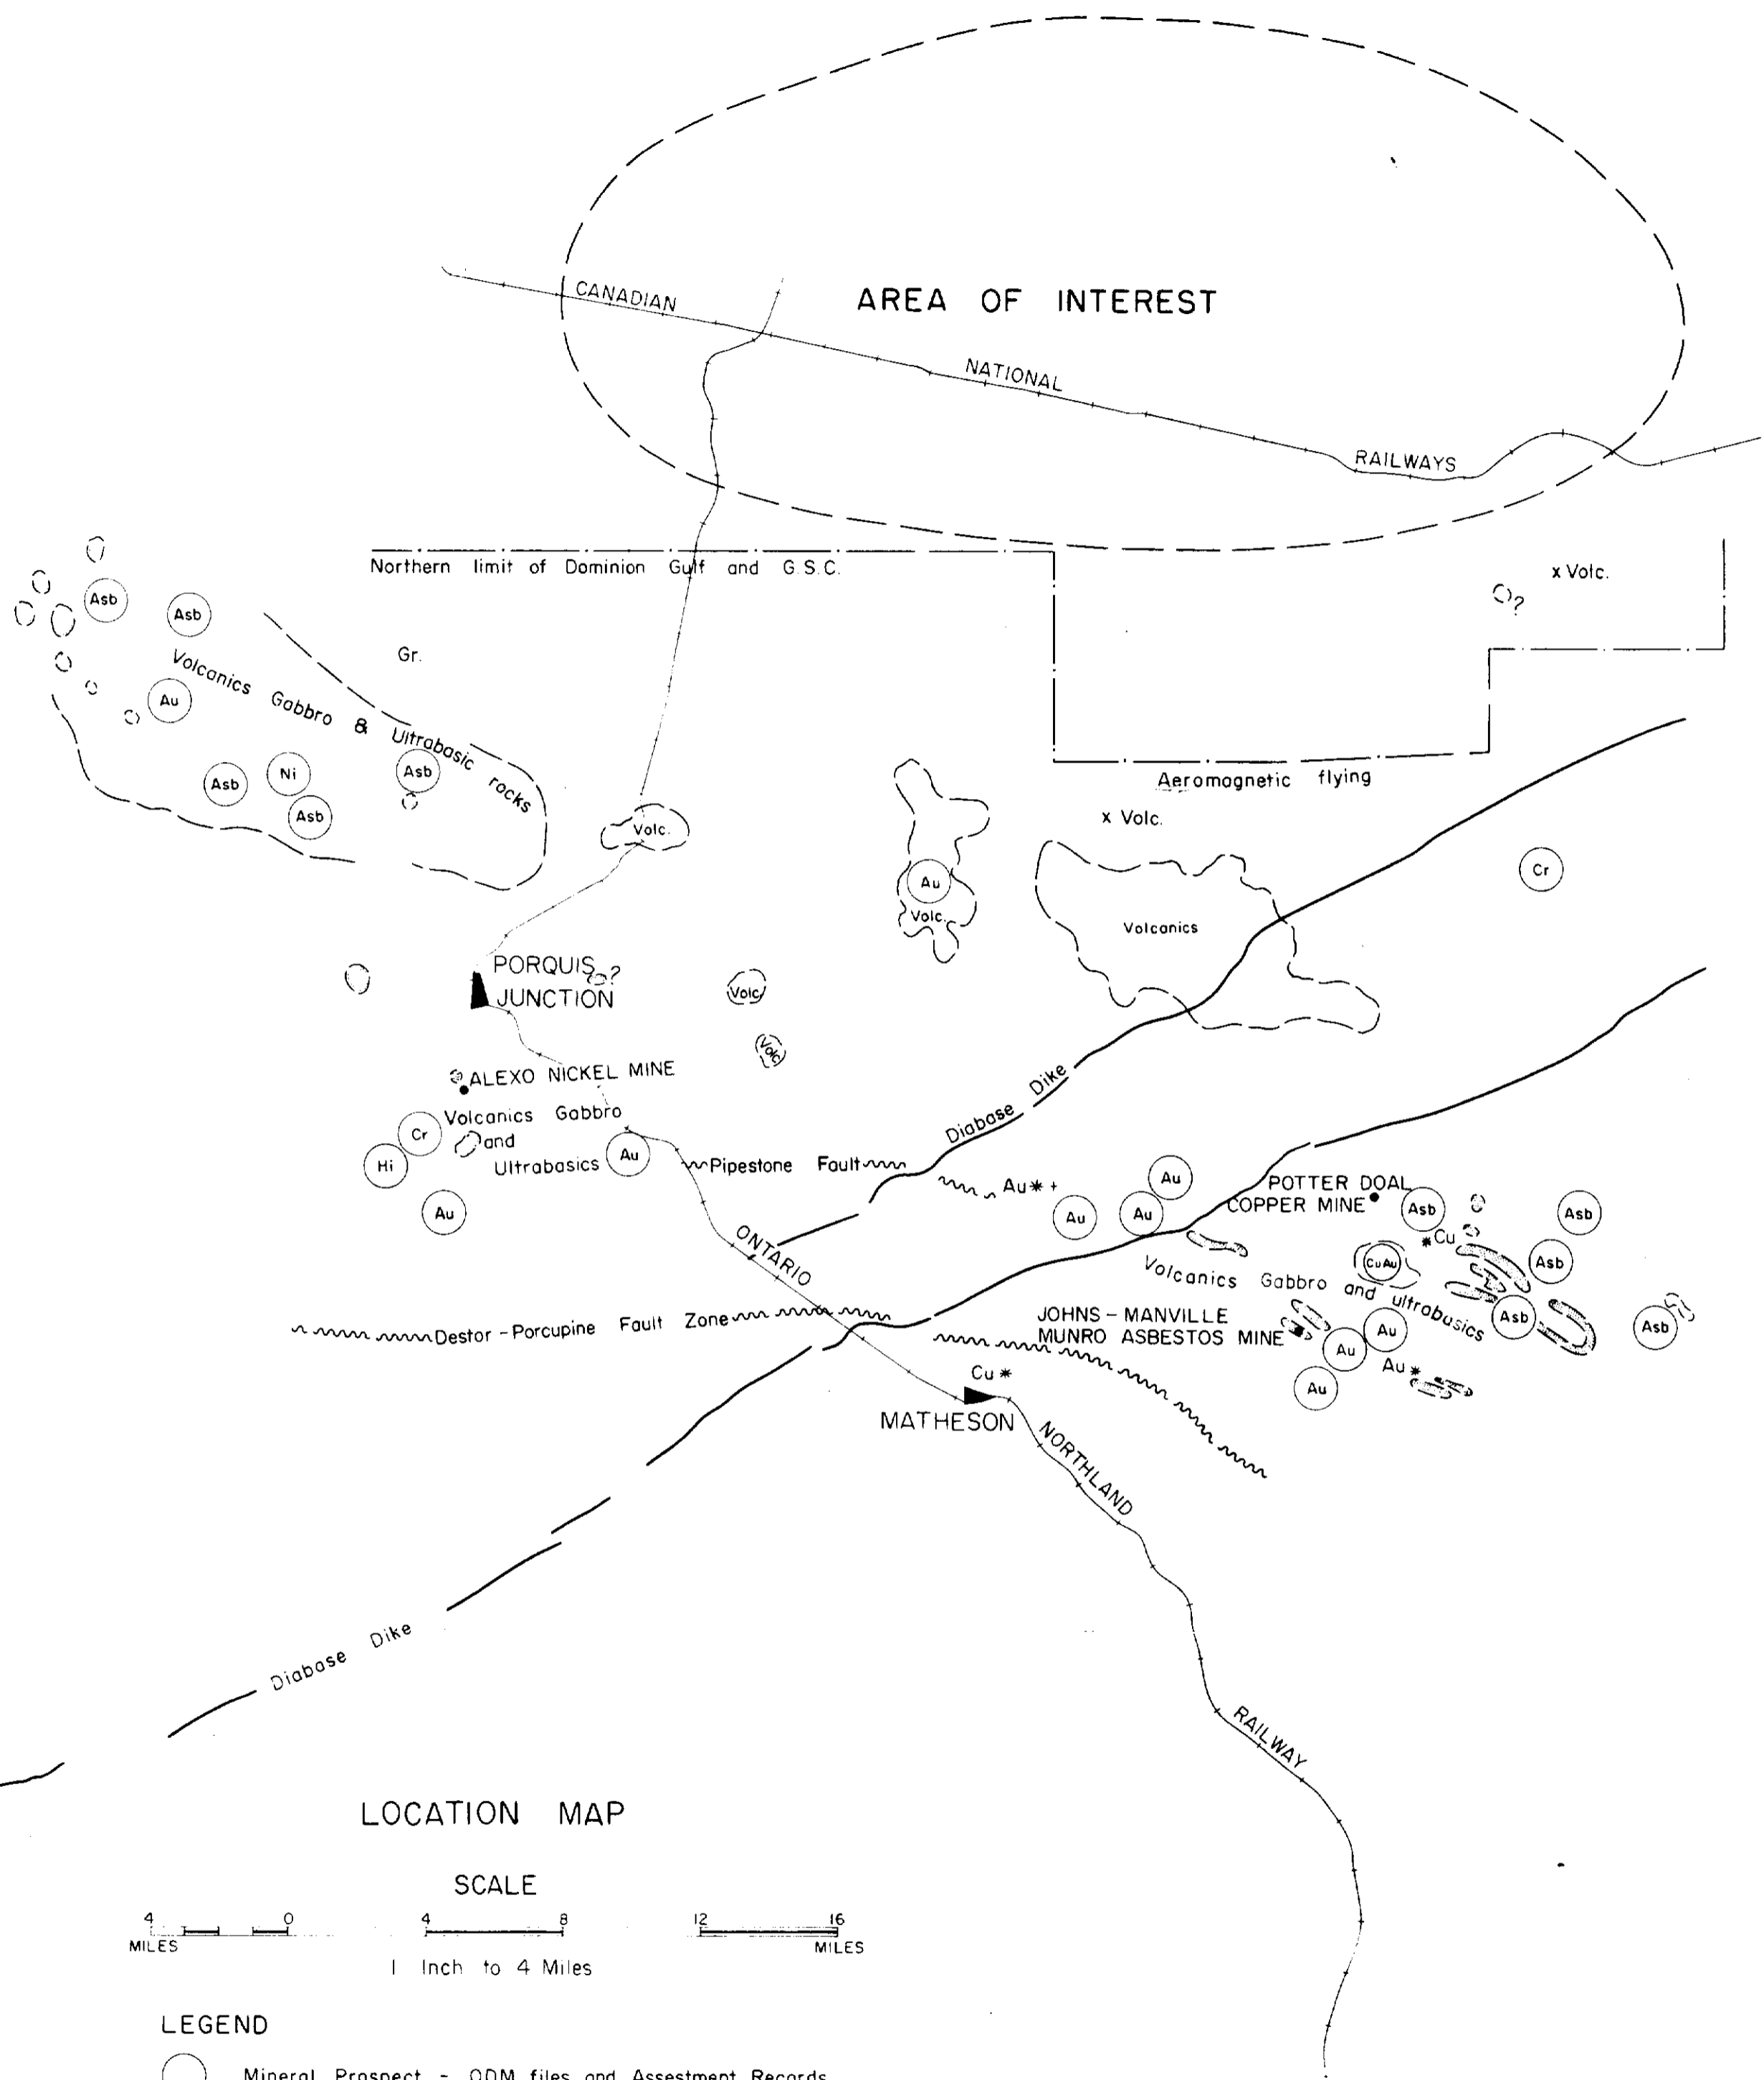 AREA OF INTEREST
CANADIAN
NATIONAL
RAILWAYS
Northern limit of Dominion Gulf and G.S.C.
x Volc.
?
Asb
Asb
Gr.
Volcanics Gabbro & Ultrabasic rocks
Au
Asb
Ni
Asb
Asb
Aeromagnetic flying
x Volc.
Volc.
Au
Volc.
Volcanics
Cr
PORQUIS
?
JUNCTION
Volc
Volc
ALEXO NICKEL MINE
Volcanics Gabbro
and
Ultrabasics
Cr
Hi
Au
Au
Diabase Dike
Pipestone Fault
Au*+
Au
Au
Au
POTTER DOAL
COPPER MINE
Asb
Asb
*Cu
Asb
CuAu
Volcanics Gabbro and ultrabusics
Asb
Asb
ONTARIO
Destor-Porcupine Fault Zone
JOHNS-MANVILLE
MUNRO ASBESTOS MINE
Au
Au
Au*
Au
Cu*
MATHESON
NORTHLAND
Diabase Dike
RAILWAY
LOCATION MAP
SCALE
4 0 4 8 12 16
MILES MILES
1 Inch to 4 Miles
LEGEND
Mineral Prospect - ODM files and Assestment Records